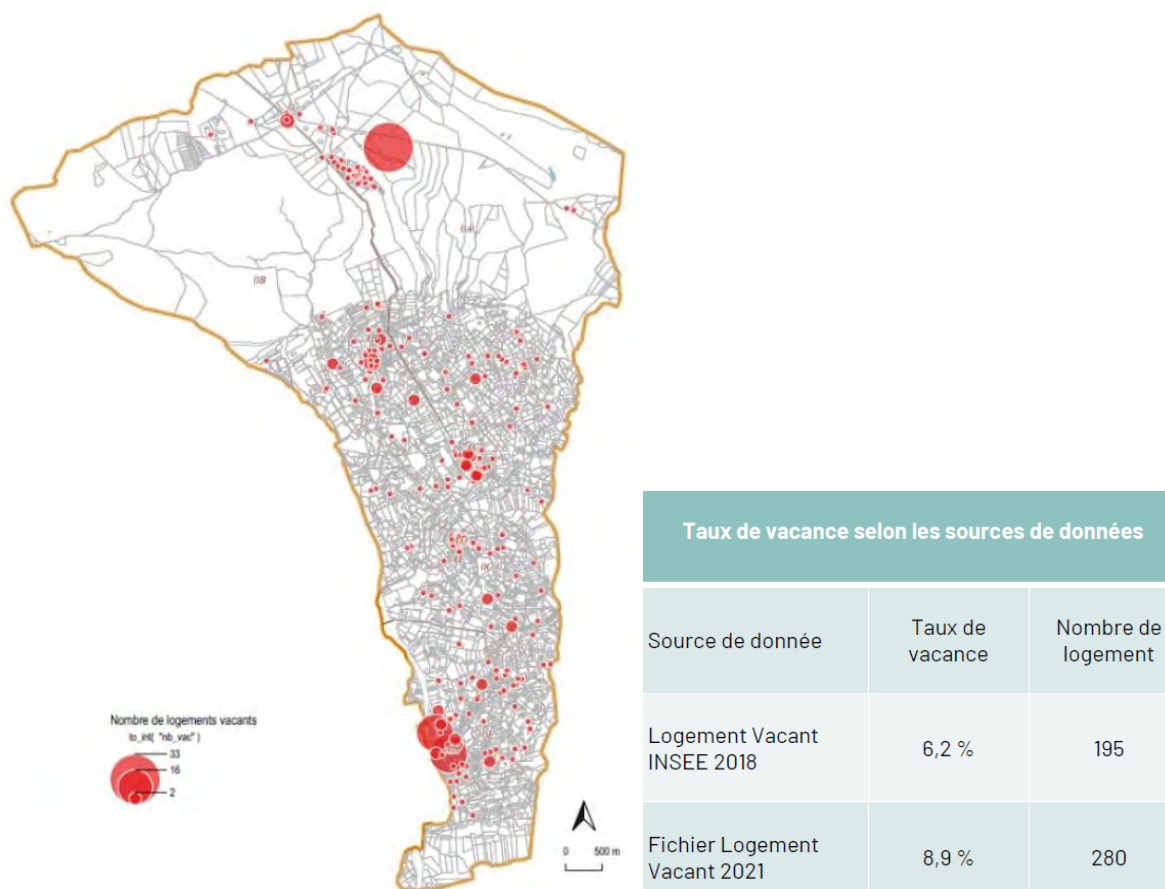 0B
Nombre de logements vacants
to_int( "nb_vac" )
33
16
2
0 500 m
Taux de vacance selon les sources de données
Source de donnée
Taux de
vacance
Nombre de
logement
Logement Vacant
INSEE 2018
6,2 %
195
Fichier Logement
Vacant 2021
8,9 %
280